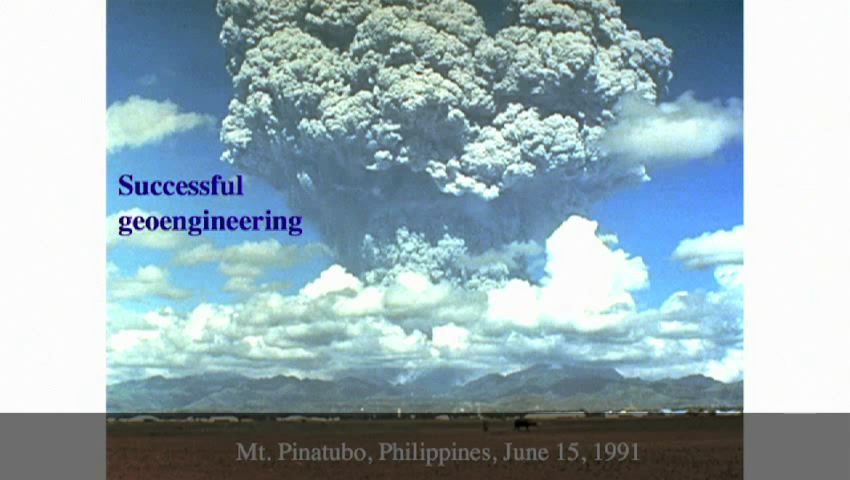 Successful
geoengineering
Mt. Pinatubo, Philippines, June 15, 1991